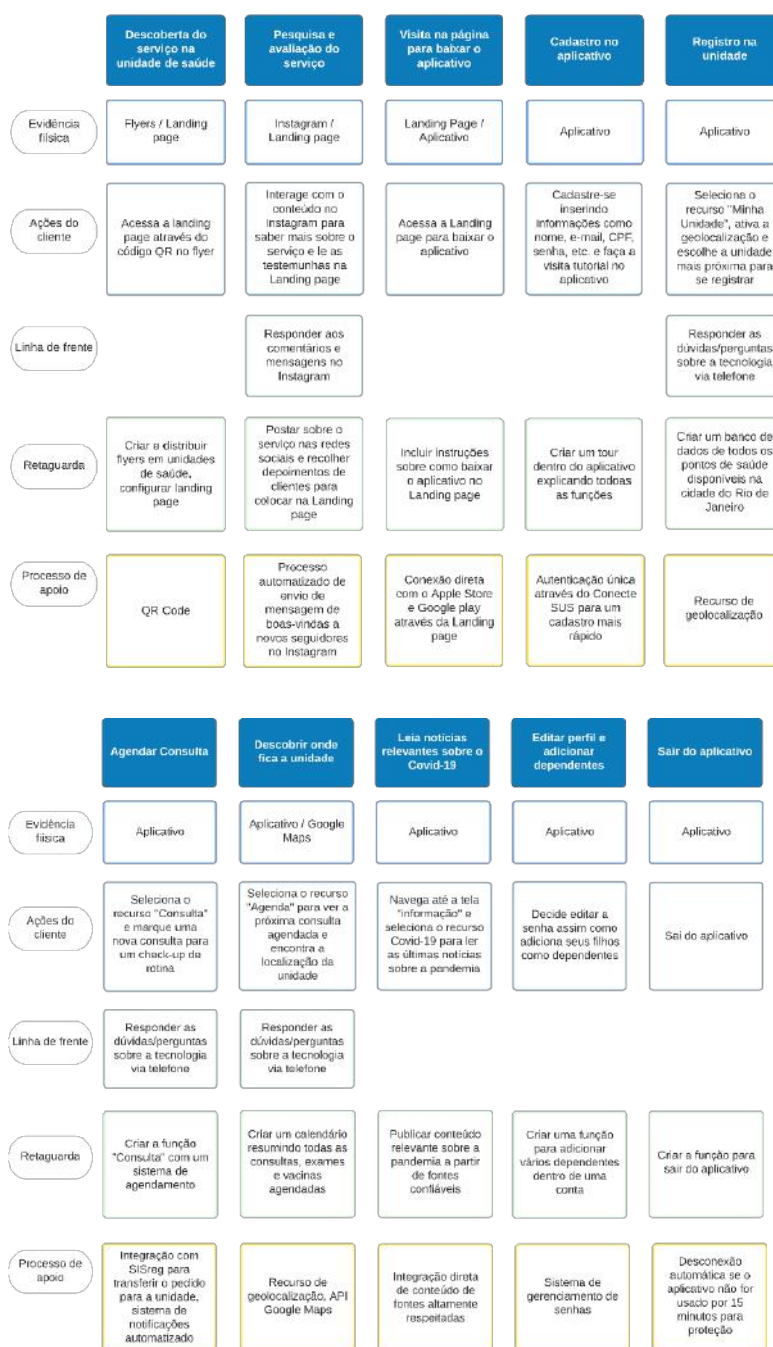 Descoberta do
serviço na
unidade de saúde
Pesquisa e
avaliação do
serviço
Visita na página
para baixar o
aplicativo
Cadastro no
aplicativo
Registro na
unidade
Evidência
física
Flyers / Landing
page
Instagram /
Landing page
Landing Page /
Aplicativo
Aplicativo
Aplicativo
Ações do
cliente
Acessa a landing
page através do
código QR no flyer
Interage com o
conteúdo no
Instagram para
saber mais sobre o
serviço e le as
testemunhas na
Landing page
Acessa a Landing
page para baixar o
aplicativo
Cadastre-se
inserindo
informações como
nome, e-mail, CPF,
senha, etc. e faça a
visita tutorial no
aplicativo
Seleciona o
recurso "Minha
Unidade", ativa a
geolocalização e
escolhe a unidade
mais próxima para
se registrar
Linha de frente
Responder aos
comentários e
mensagens no
Instagram
Responder as
dúvidas/perguntas
sobre a tecnologia
via telefone
Retaguarda
Criar e distribuir
flyers em unidades
de saúde,
configurar landing
page
Postar sobre o
serviço nas redes
sociais e recolher
depoimentos de
clientes para
colocar na Landing
page
Incluir instruções
sobre como baixar
o aplicativo no
Landing page
Criar um tour
dentro do aplicativo
explicando todoas
as funções
Criar um banco de
dados de todos os
pontos de saúde
disponíveis na
cidade do Rio de
Janeiro
Processo de
apoio
QR Code
Processo
automatizado de
envio de
mensagem de
boas-vindas a
novos seguidores
no Instagram
Conexão direta
com o Apple Store
e Google play
através da Landing
page
Autenticação única
através do Conecte
SUS para um
cadastro mais
rápido
Recurso de
geolocalização
Agendar Consulta
Descobrir onde
fica a unidade
Leia notícias
relevantes sobre o
Covid-19
Editar perfil e
adicionar
dependentes
Sair do aplicativo
Evidência
física
Aplicativo
Aplicativo / Google
Maps
Aplicativo
Aplicativo
Aplicativo
Ações do
cliente
Seleciona o
recurso "Consulta"
e marque uma
nova consulta para
um check-up de
rotina
Seleciona o recurso
"Agenda" para ver a
próxima consulta
agendada e
encontra a
localização da
unidade
Navega até a tela
"informação" e
seleciona o recurso
Covid-19 para ler
as últimas notícias
sobre a pandemia
Decide editar a
senha assim como
adiciona seus filhos
como dependentes
Sai do aplicativo
Linha de frente
Responder as
dúvidas/perguntas
sobre a tecnologia
via telefone
Responder as
dúvidas/perguntas
sobre a tecnologia
via telefone
Retaguarda
Criar a função
"Consulta" com um
sistema de
agendamento
Criar um calendário
resumindo todas as
consultas, exames
e vacinas
agendadas
Publicar conteúdo
relevante sobre a
pandemia a partir
de fontes
confiáveis
Criar uma função
para adicionar
vários dependentes
dentro de uma
conta
Criar a função para
sair do aplicativo
Processo de
apoio
Integração com
SISreg para
transferir o pedido
para a unidade,
sistema de
notificações
automatizado
Recurso de
geolocalização, API
Google Maps
Integração direta
de conteúdo de
fontes altamente
respeitadas
Sistema de
gerenciamento de
senhas
Desconexão
automática se o
aplicativo não for
usado por 15
minutos para
proteção